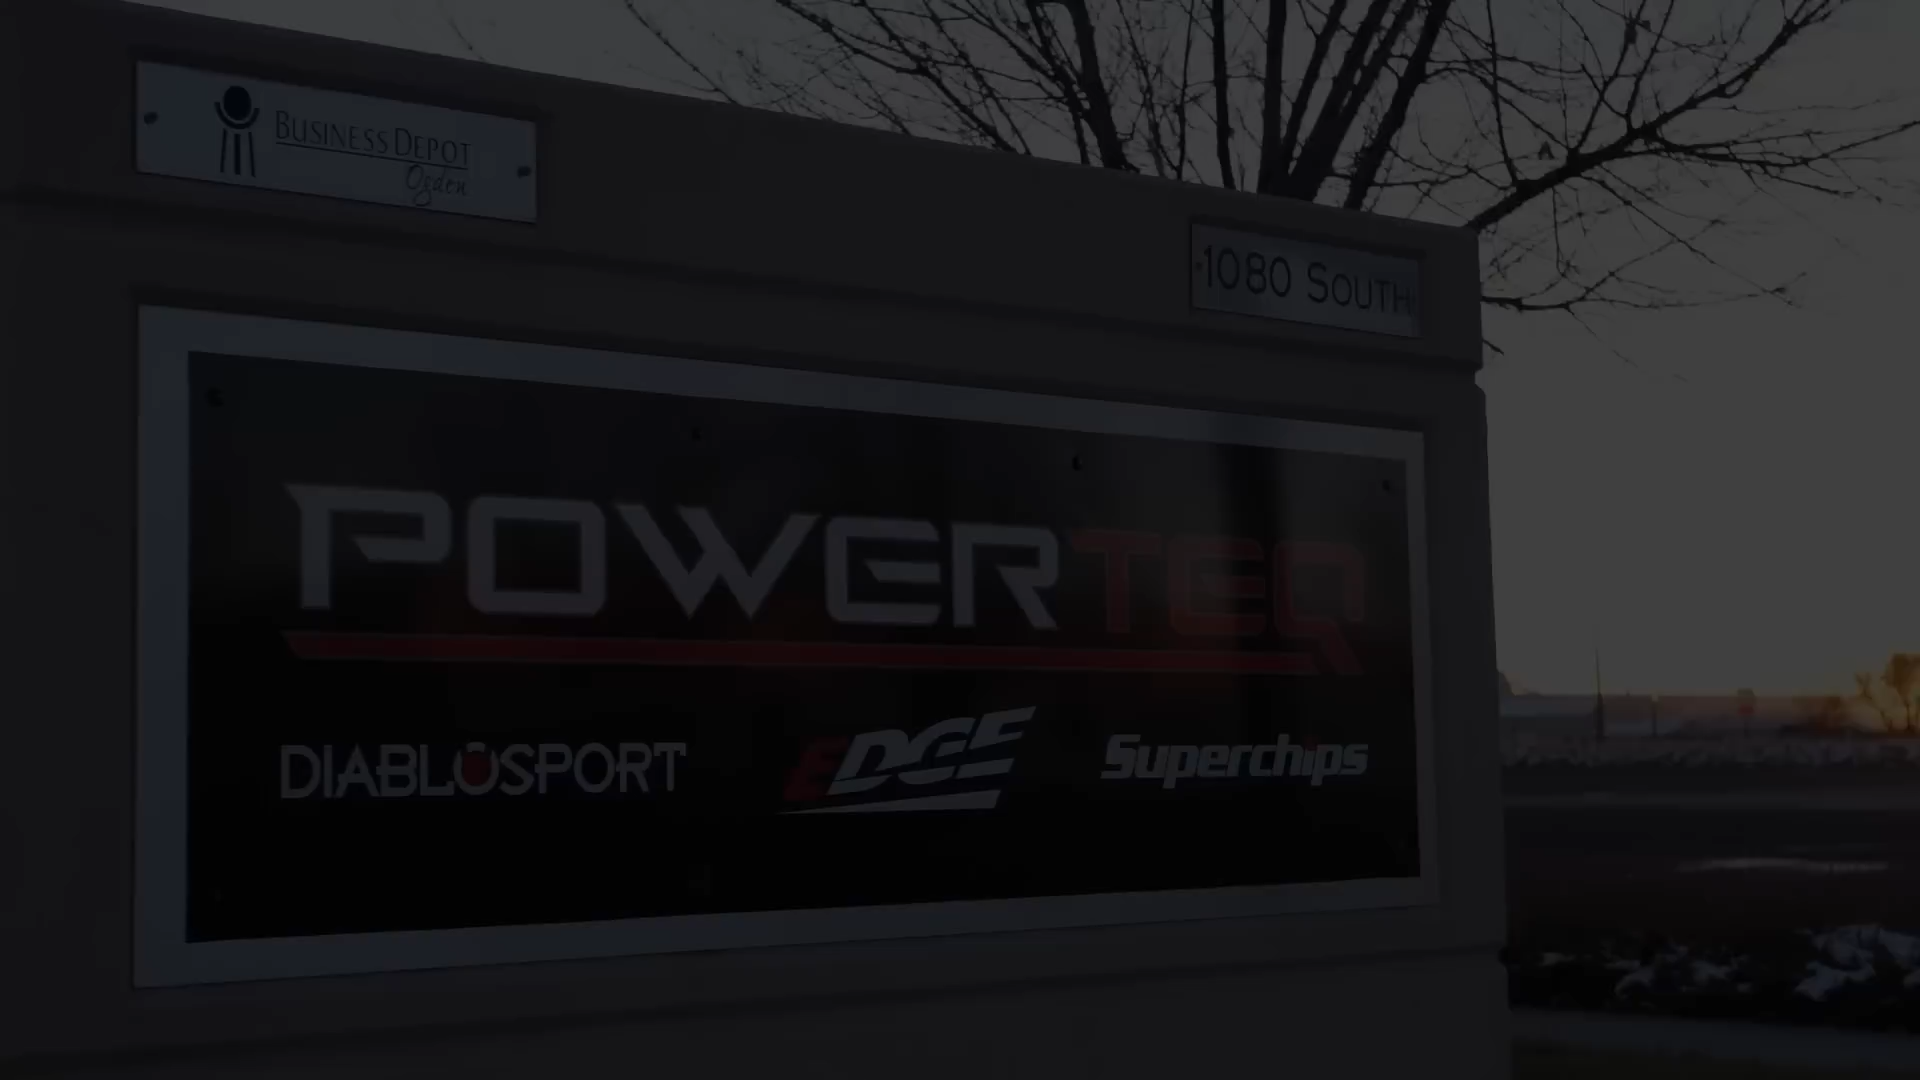 BUSINESS DEPOT
Ogden
1080 SOUTH
POWERTEQ
DIABLOSPORT
EDGE
Superchips